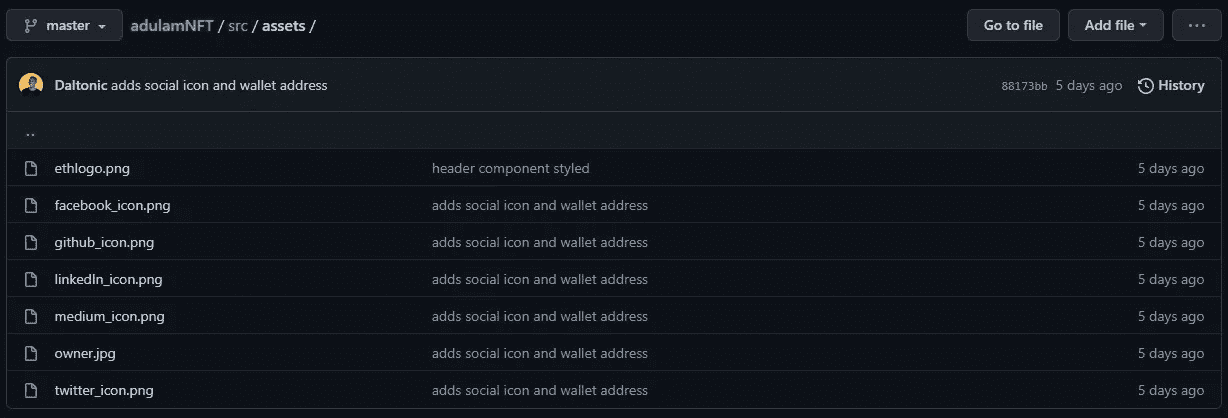 master adulamNFT / src / assets / Go to file Add file ...
Daltonic adds social icon and wallet address 88173bb 5 days ago History
..
ethlogo.png header component styled 5 days ago
facebook_icon.png adds social icon and wallet address 5 days ago
github_icon.png adds social icon and wallet address 5 days ago
linkedIn_icon.png adds social icon and wallet address 5 days ago
medium_icon.png adds social icon and wallet address 5 days ago
owner.jpg adds social icon and wallet address 5 days ago
twitter_icon.png adds social icon and wallet address 5 days ago